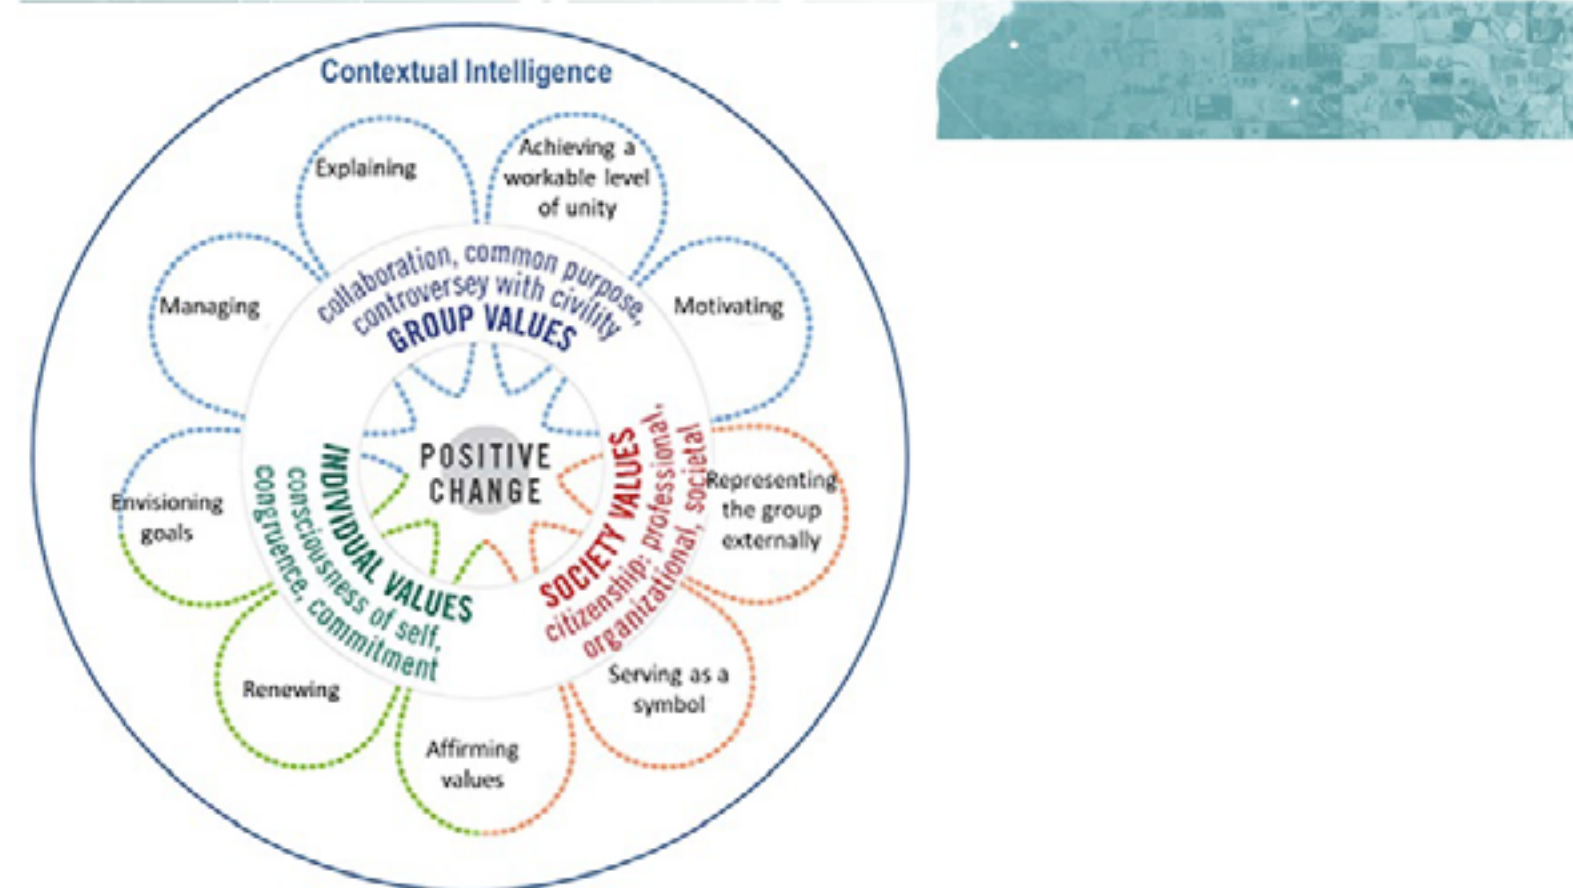 Contextual Intelligence
Explaining
Achieving a
workable level
of unity
Managing
Motivating
collaboration, common purpose,
controversey with civility
GROUP VALUES
POSITIVE
CHANGE
INDIVIDUAL VALUES
consciousness of self,
congruence, commitment
SOCIETY VALUES
citizenship: professional,
organizational, societal
Envisioning
goals
Representing
the group
externally
Renewing
Serving as a
symbol
Affirming
values